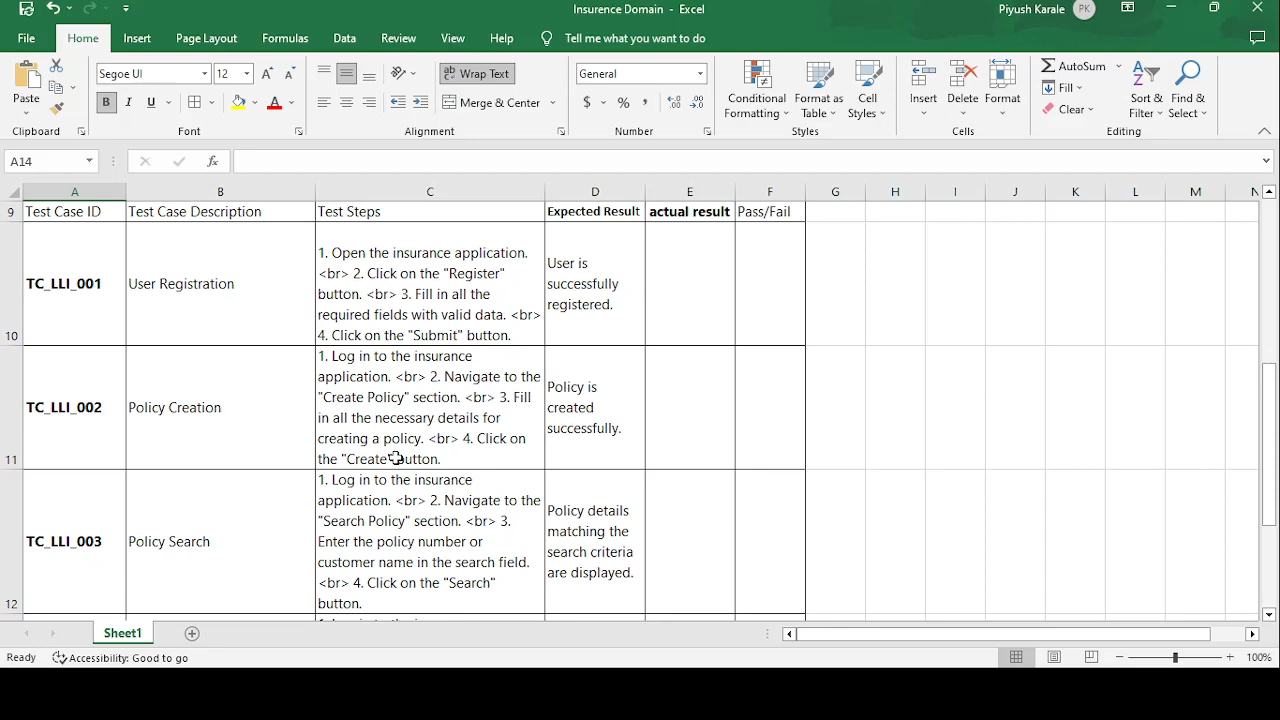 Insurence Domain - Excel
Piyush Karale PK
File Home Insert Page Layout Formulas Data Review View Help Tell me what you want to do
Paste
Segoe UI 12 A A
B I U A
ab Wrap Text
Merge & Center
General
$ % ,
Conditional Formatting
Format as Table
Cell Styles
Insert Delete Format
AutoSum
Fill
Clear
Sort & Filter
Find & Select
Clipboard Font Alignment Number Styles Cells Editing
A14 fx
A B C D E F G H I J K L M N
9 Test Case ID Test Case Description Test Steps Expected Result actual result Pass/Fail
10
TC_LLI_001
User Registration
1. Open the insurance application.
<br> 2. Click on the "Register"
button. <br> 3. Fill in all the
required fields with valid data. <br>
4. Click on the "Submit" button.
User is
successfully
registered.
11
TC_LLI_002
Policy Creation
1. Log in to the insurance
application. <br> 2. Navigate to the
"Create Policy" section. <br> 3. Fill
in all the necessary details for
creating a policy. <br> 4. Click on
the "Create" button.
Policy is
created
successfully.
12
TC_LLI_003
Policy Search
1. Log in to the insurance
application. <br> 2. Navigate to the
"Search Policy" section. <br> 3.
Enter the policy number or
customer name in the search field.
<br> 4. Click on the "Search"
button.
Policy details
matching the
search criteria
are displayed.
Sheet1
Ready Accessibility: Good to go 100%